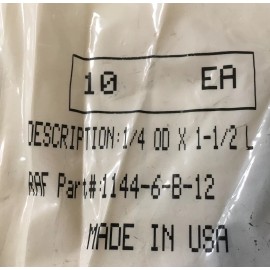 10 EA
DESCRIPTION:1/4 OD X 1-1/2 L
RAF Part#:1144-6-B-12
MADE IN USA